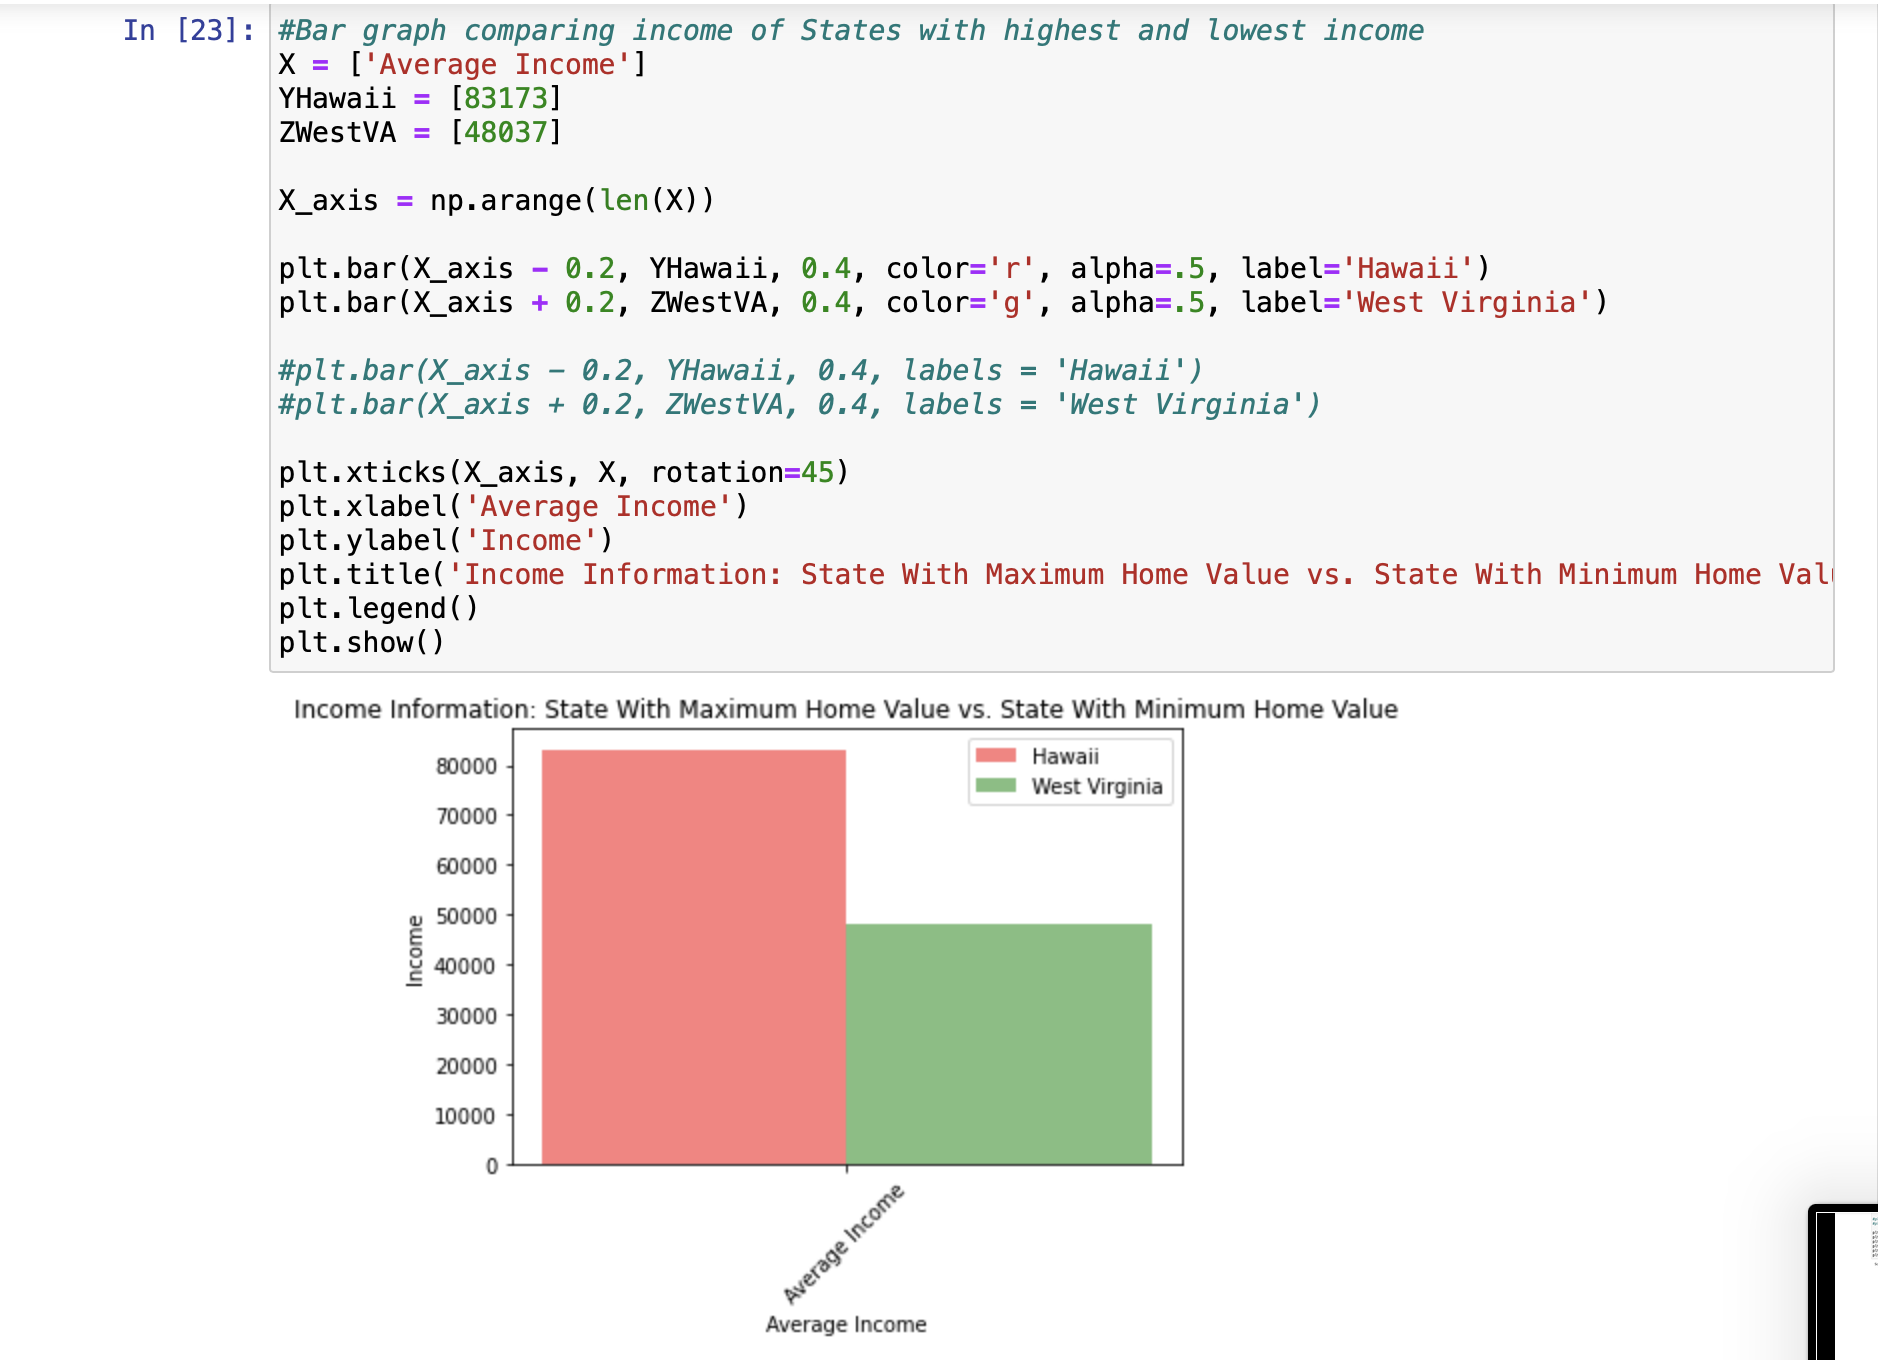 In [23]: #Bar graph comparing income of States with highest and lowest income
X = ['Average Income']
YHawaii = [83173]
ZWestVA = [48037]
X_axis = np.arange(len(X))
plt.bar(X_axis - 0.2, YHawaii, 0.4, color='r', alpha=.5, label='Hawaii')
plt.bar(X_axis + 0.2, ZWestVA, 0.4, color='g', alpha=.5, label='West Virginia')
#plt.bar(X_axis - 0.2, YHawaii, 0.4, labels = 'Hawaii')
#plt.bar(X_axis + 0.2, ZWestVA, 0.4, labels = 'West Virginia')
plt.xticks(X_axis, X, rotation=45)
plt.xlabel('Average Income')
plt.ylabel('Income')
plt.title('Income Information: State With Maximum Home Value vs. State With Minimum Home Val
plt.legend()
plt.show()
Income Information: State With Maximum Home Value vs. State With Minimum Home Value
Hawaii
West Virginia
80000
70000
60000
50000
40000
30000
20000
10000
0
Income
Average Income
Average Income